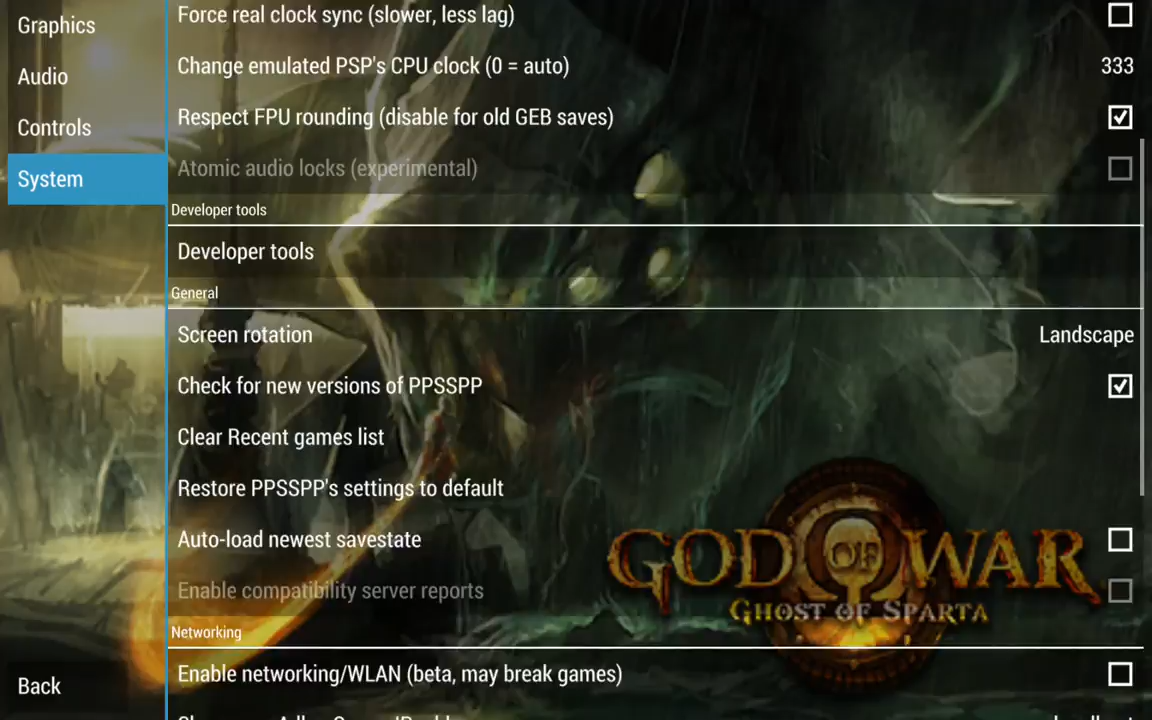 Graphics
Audio
Controls
System
Back
Force real clock sync (slower, less lag)
Change emulated PSP's CPU clock (0 = auto) 333
Respect FPU rounding (disable for old GEB saves)
Atomic audio locks (experimental)
Developer tools
Developer tools
General
Screen rotation Landscape
Check for new versions of PPSSPP
Clear Recent games list
Restore PPSSPP's settings to default
Auto-load newest savestate
Enable compatibility server reports
Networking
Enable networking/WLAN (beta, may break games)
GOD OF WAR
GHOST OF SPARTA